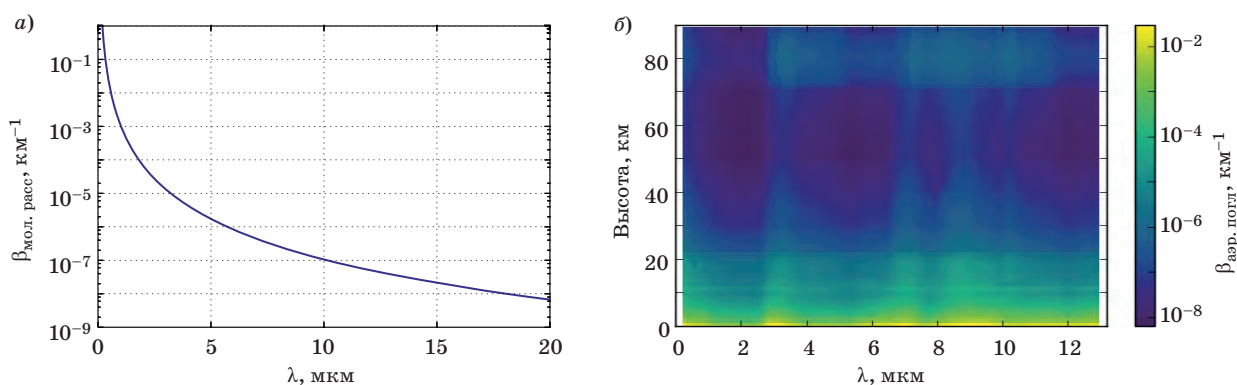 а)
β мол. расс, км⁻¹
10⁻¹
10⁻³
10⁻⁵
10⁻⁷
10⁻⁹
0 5 10 15 20
λ, мкм
б)
Высота, км
80
60
40
20
0
0 2 4 6 8 10 12
λ, мкм
10⁻²
10⁻⁴
10⁻⁶
10⁻⁸
β аэр. погл, км⁻¹